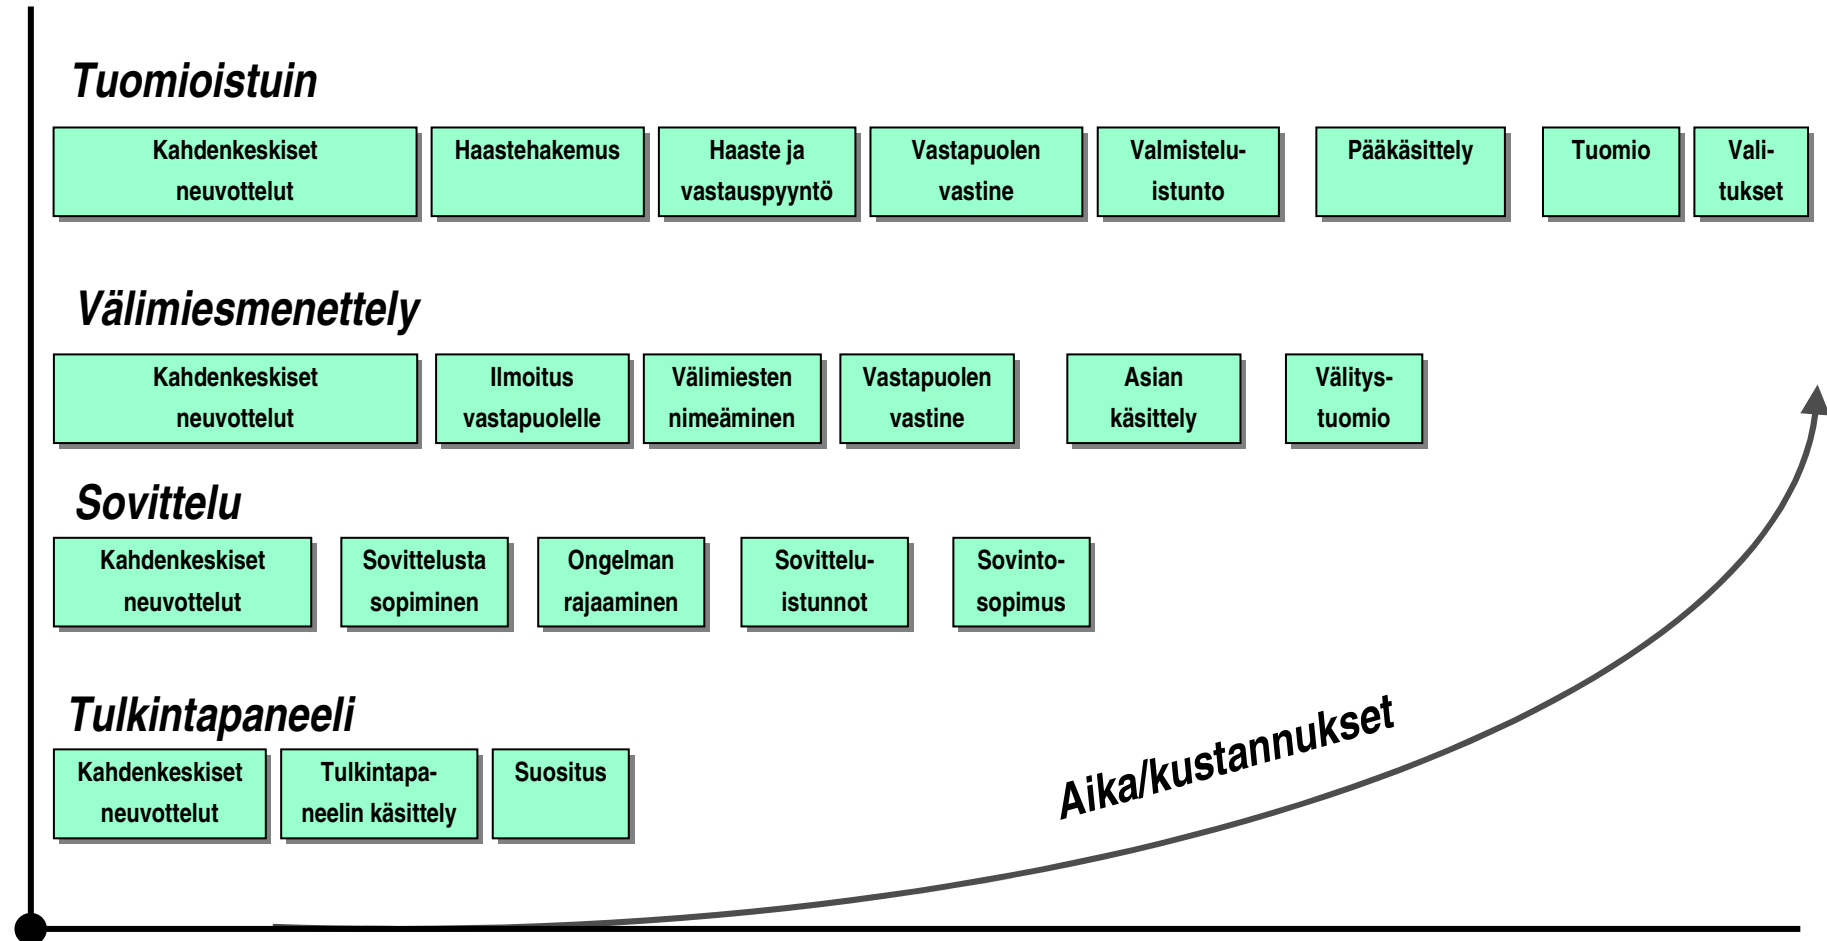 Tuomioistuin
Kahdenkeskiset
neuvottelut
Haastehakemus
Haaste ja
vastauspyyntö
Vastapuolen
vastine
Valmistelu-
istunto
Pääkäsittely
Tuomio
Vali-
tukset
Välimiesmenettely
Kahdenkeskiset
neuvottelut
Ilmoitus
vastapuolelle
Välimiesten
nimeäminen
Vastapuolen
vastine
Asian
käsittely
Välitys-
tuomio
Sovittelu
Kahdenkeskiset
neuvottelut
Sovittelusta
sopiminen
Ongelman
rajaaminen
Sovittelu-
istunnot
Sovinto-
sopimus
Tulkintapaneeli
Kahdenkeskiset
neuvottelut
Tulkintapa-
neelin käsittely
Suositus
Aika/kustannukset